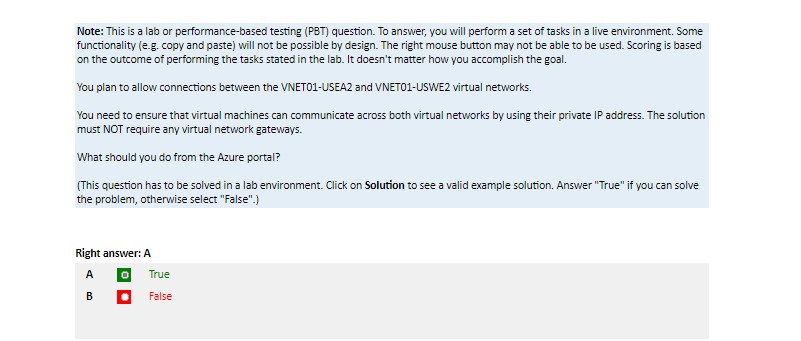 Note: This is a lab or performance-based testing (PBT) question. To answer, you will perform a set of tasks in a live environment. Some
functionality (e.g. copy and paste) will not be possible by design. The right mouse button may not be able to be used. Scoring is based
on the outcome of performing the tasks stated in the lab. It doesn't matter how you accomplish the goal.
You plan to allow connections between the VNET01-USEA2 and VNET01-USWE2 virtual networks.
You need to ensure that virtual machines can communicate across both virtual networks by using their private IP address. The solution
must NOT require any virtual network gateways.
What should you do from the Azure portal?
(This question has to be solved in a lab environment. Click on Solution to see a valid example solution. Answer "True" if you can solve
the problem, otherwise select "False".)
Right answer: A
A True
B False